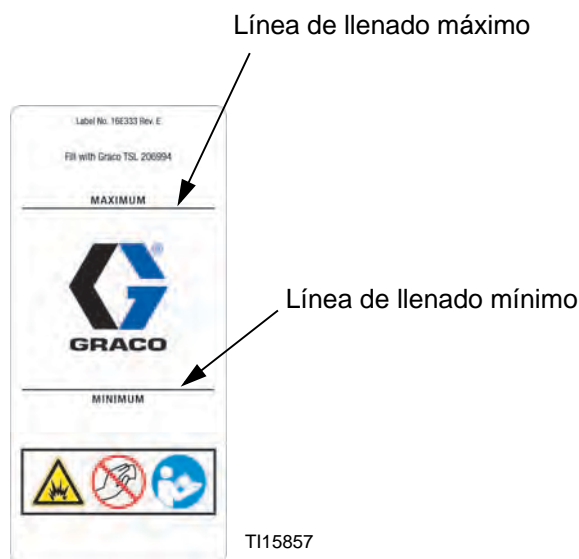 Línea de llenado máximo
Label No. 16E333 Rev. E
Fill with Graco TSL 206994
MAXIMUM
®
GRACO
Línea de llenado mínimo
MINIMUM
TI15857